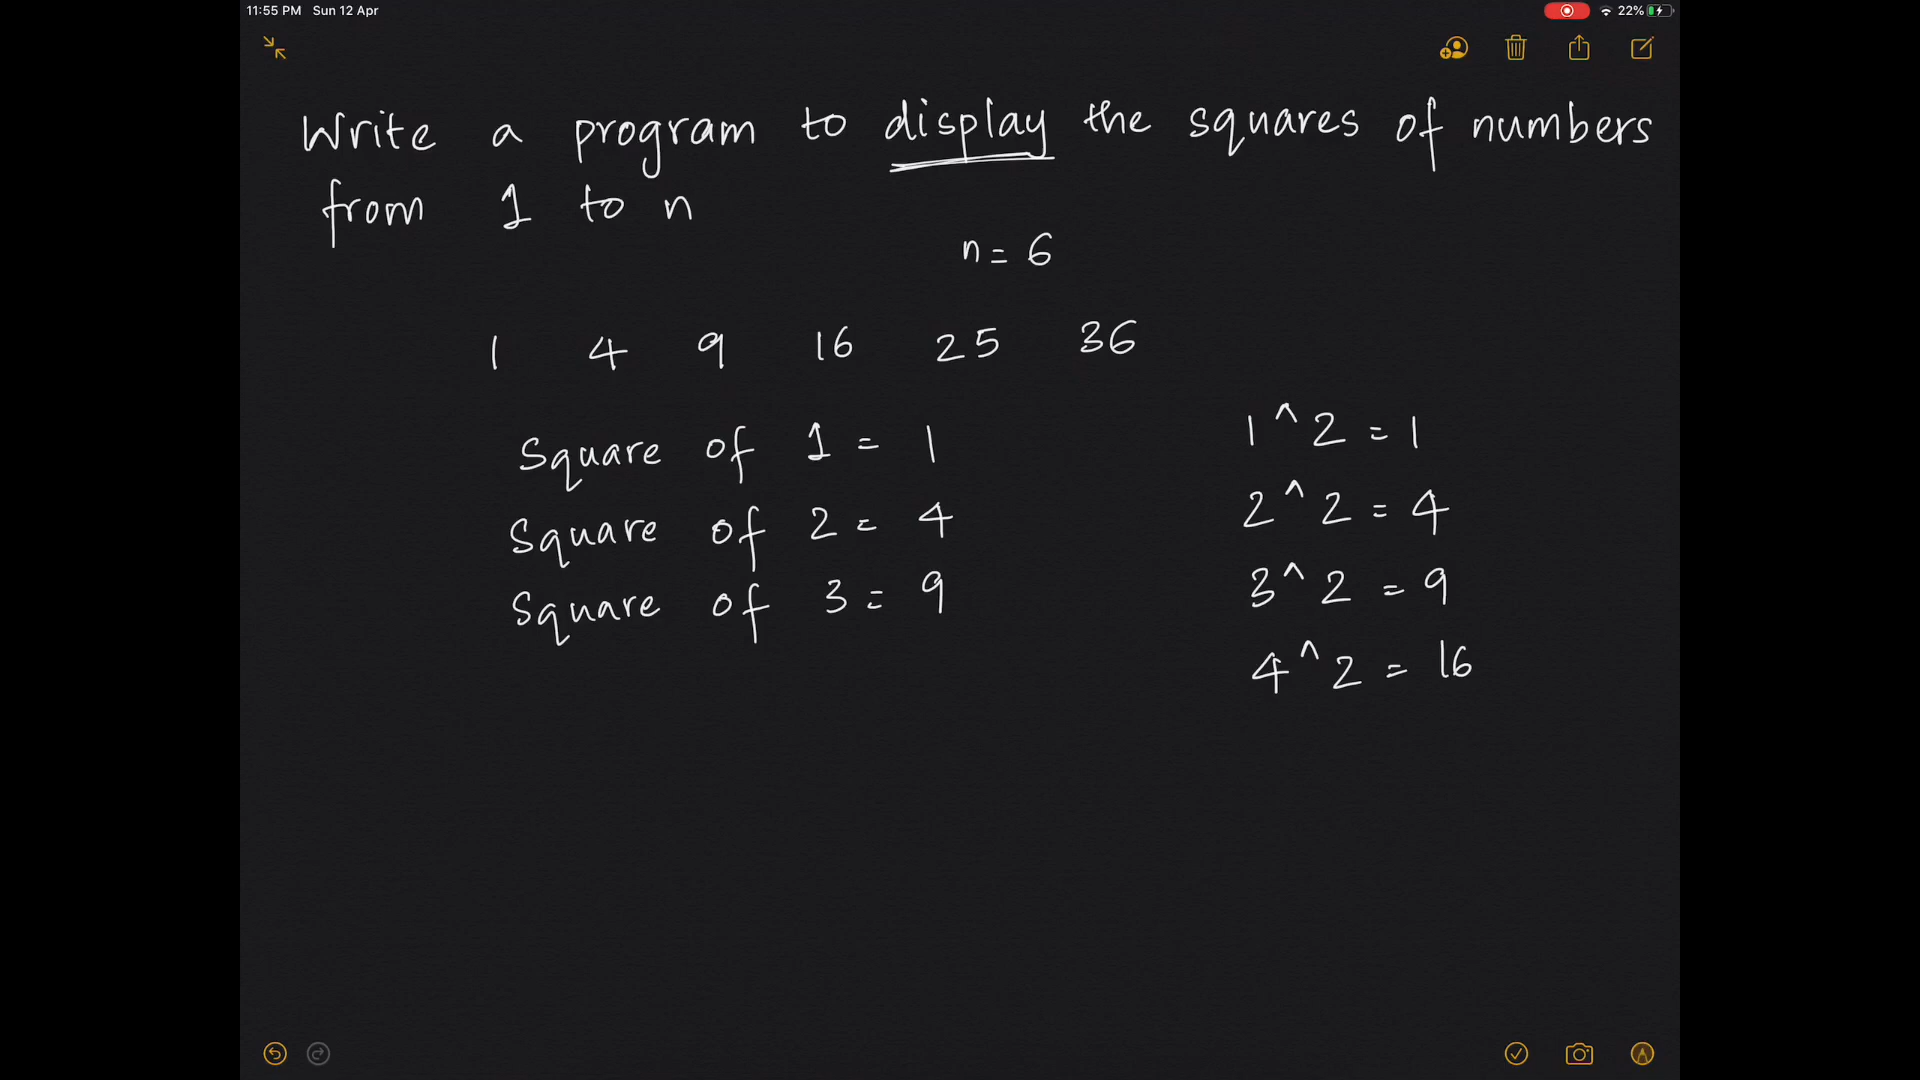 11:55 PM Sun 12 Apr 22%
Write a program to display the squares of numbers
from 1 to n
n = 6
1 4 9 16 25 36
Square of 1 = 1
Square of 2 = 4
Square of 3 = 9
1 ^ 2 = 1
2 ^ 2 = 4
3 ^ 2 = 9
4 ^ 2 = 16